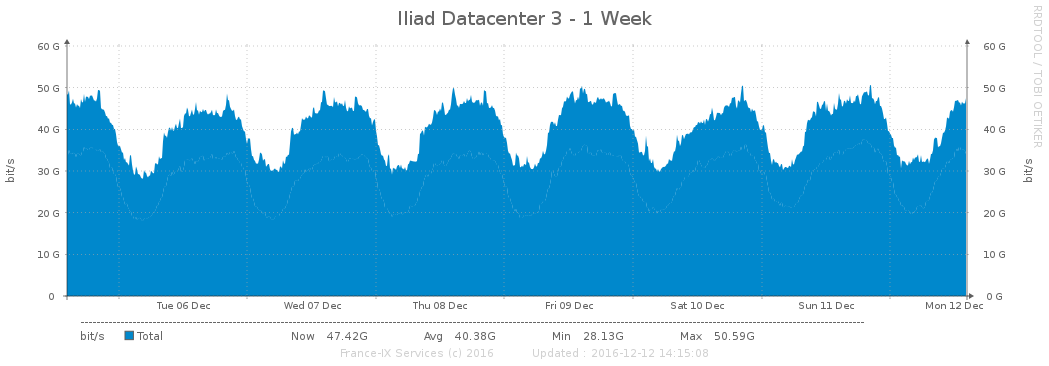 Iliad Datacenter 3 - 1 Week
RRDTOOL / TOBI OETIKER
60 G 60 G
50 G 50 G
40 G 40 G
30 G 30 G
20 G 20 G
10 G 10 G
0 0 G
bit/s
bit/s
Tue 06 Dec Wed 07 Dec Thu 08 Dec Fri 09 Dec Sat 10 Dec Sun 11 Dec Mon 12 Dec
bit/s Total Now 47.42G Avg 40.38G Min 28.13G Max 50.59G
France-IX Services (c) 2016 Updated : 2016-12-12 14:15:08